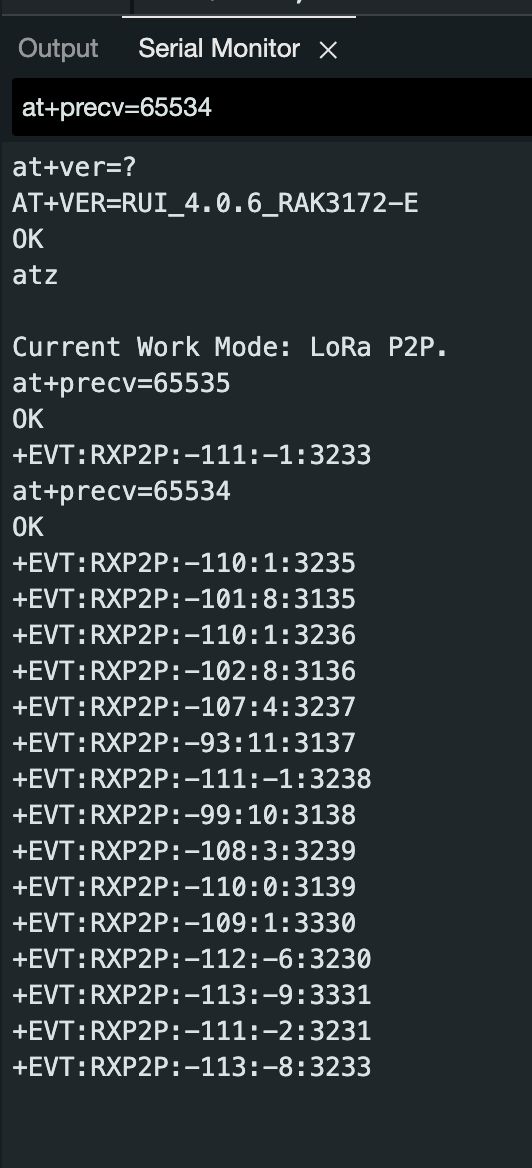 Output
Serial Monitor
at+precv=65534
at+ver=?
AT+VER=RUI_4.0.6_RAK3172-E
OK
atz
Current Work Mode: LoRa P2P.
at+precv=65535
OK
+EVT:RXP2P:-111:-1:3233
at+precv=65534
OK
+EVT:RXP2P:-110:1:3235
+EVT:RXP2P:-101:8:3135
+EVT:RXP2P:-110:1:3236
+EVT:RXP2P:-102:8:3136
+EVT:RXP2P:-107:4:3237
+EVT:RXP2P:-93:11:3137
+EVT:RXP2P:-111:-1:3238
+EVT:RXP2P:-99:10:3138
+EVT:RXP2P:-108:3:3239
+EVT:RXP2P:-110:0:3139
+EVT:RXP2P:-109:1:3330
+EVT:RXP2P:-112:-6:3230
+EVT:RXP2P:-113:-9:3331
+EVT:RXP2P:-111:-2:3231
+EVT:RXP2P:-113:-8:3233